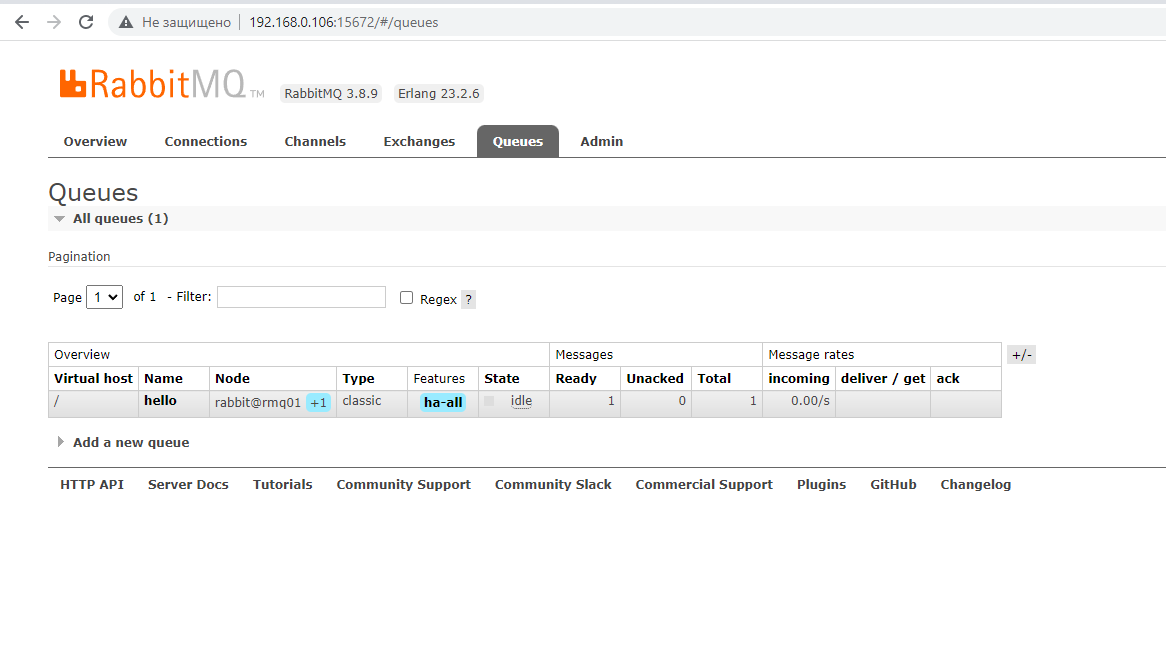 Не защищено 192.168.0.106:15672/#/queues
RabbitMQ TM RabbitMQ 3.8.9 Erlang 23.2.6
Overview Connections Channels Exchanges Queues Admin
Queues
All queues (1)
Pagination
Page 1 of 1 - Filter: Regex ?
Overview Messages Message rates +/-
Virtual host Name Node Type Features State Ready Unacked Total incoming deliver / get ack
/ hello rabbit@rmq01 +1 classic ha-all idle 1 0 1 0.00/s
Add a new queue
HTTP API Server Docs Tutorials Community Support Community Slack Commercial Support Plugins GitHub Changelog